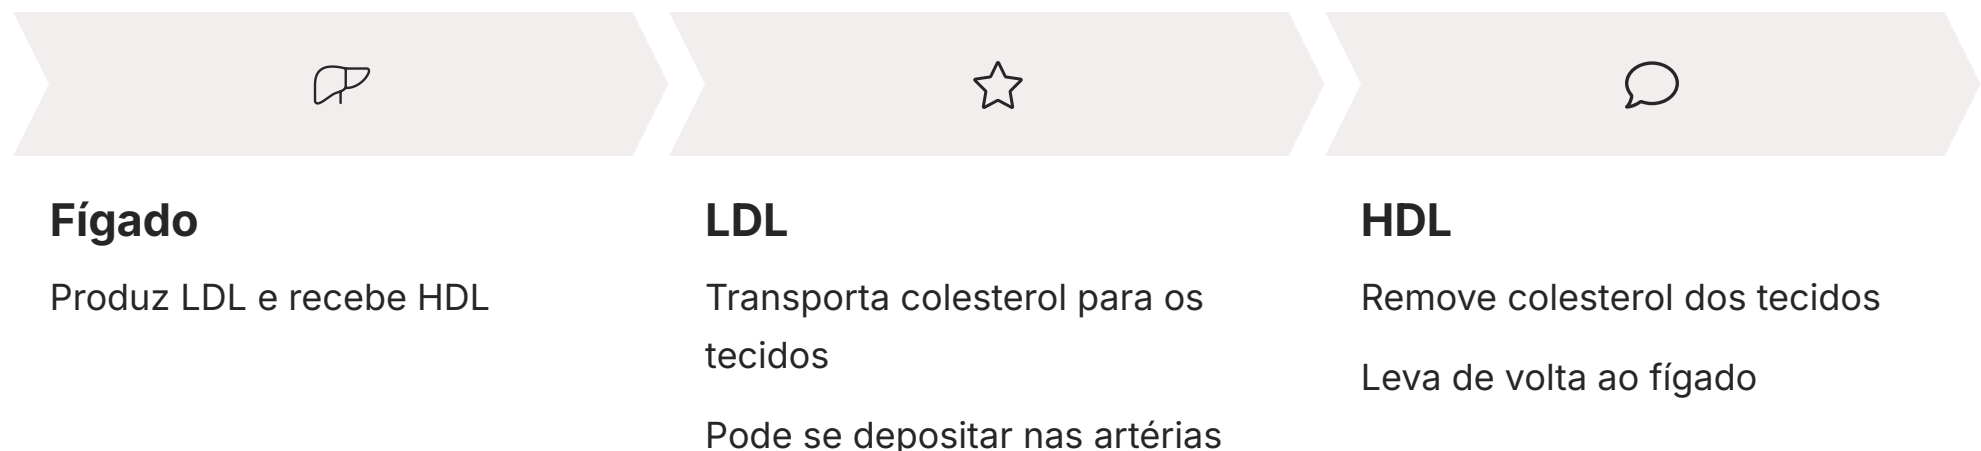 Fígado
Produz LDL e recebe HDL
LDL
Transporta colesterol para os
tecidos
Pode se depositar nas artérias
HDL
Remove colesterol dos tecidos
Leva de volta ao fígado